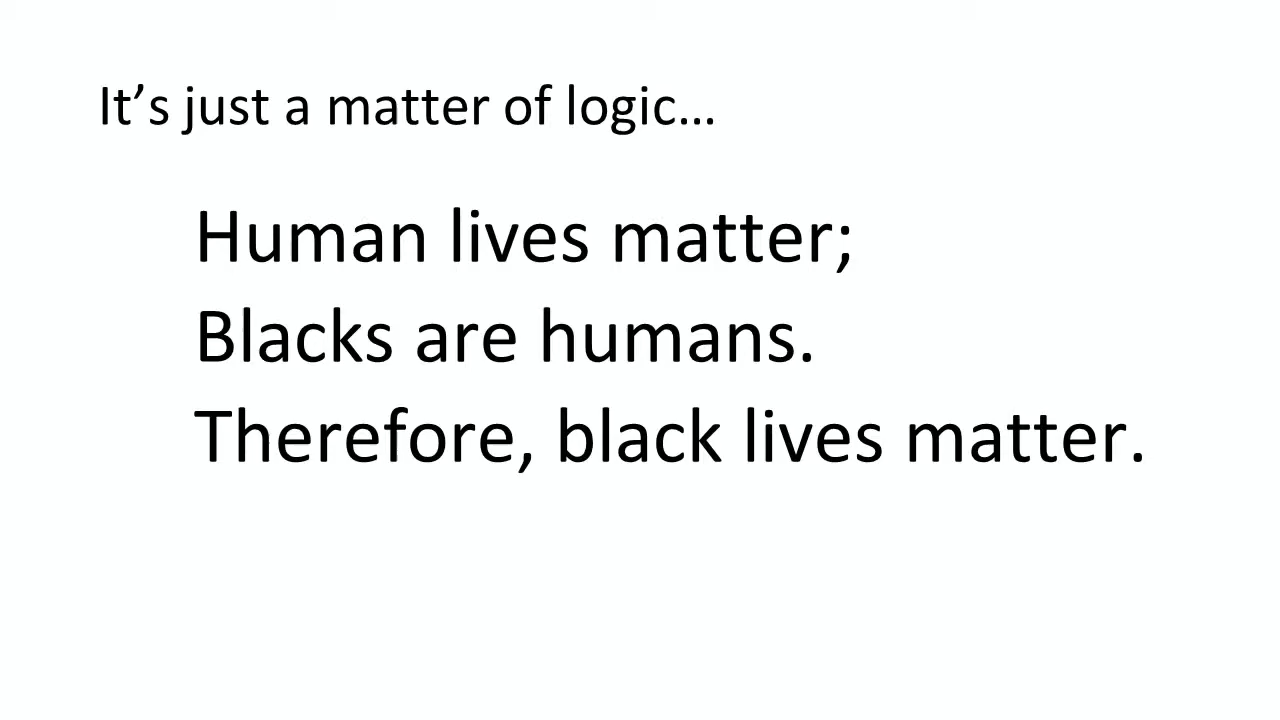 It’s just a matter of logic…
Human lives matter;
Blacks are humans.
Therefore, black lives matter.